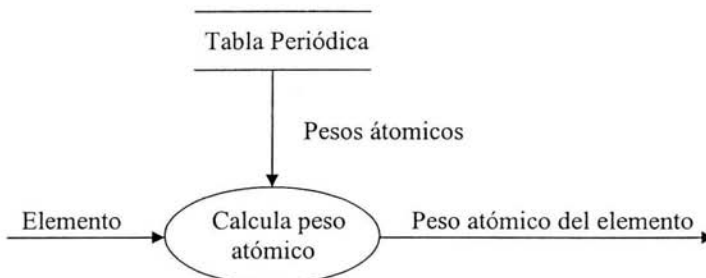 Tabla Periódica
Pesos átomicos
Elemento
Calcula peso
atómico
Peso atómico del elemento